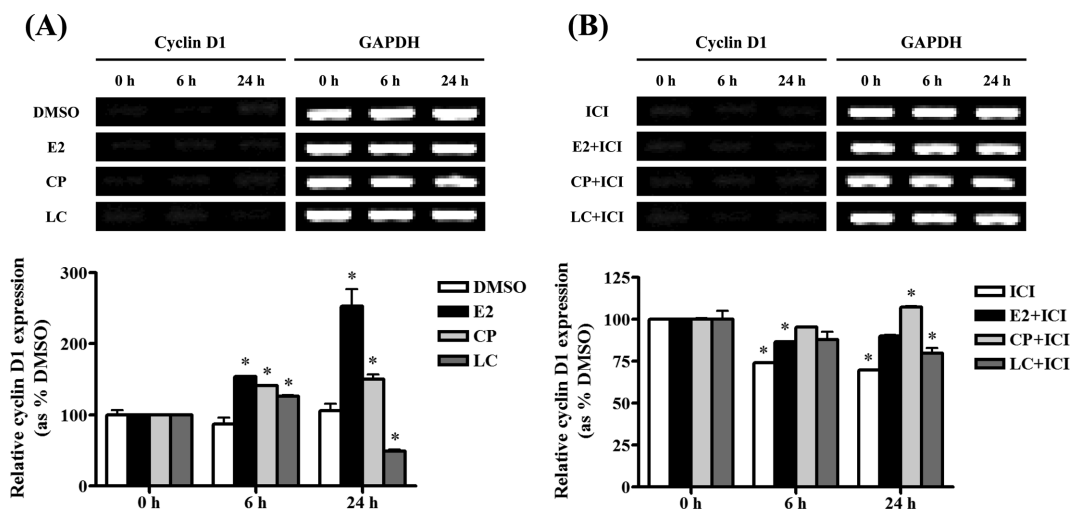 (A)
Cyclin D1 GAPDH
0 h 6 h 24 h 0 h 6 h 24 h
DMSO
E2
CP
LC
300
200
100
0
Relative cyclin D1 expression
(as % DMSO)
* * * * * *
DMSO
E2
CP
LC
0 h 6 h 24 h
(B)
Cyclin D1 GAPDH
0 h 6 h 24 h 0 h 6 h 24 h
ICI
E2+ICI
CP+ICI
LC+ICI
125
100
75
50
25
0
Relative cyclin D1 expression
(as % DMSO)
* * * * *
ICI
E2+ICI
CP+ICI
LC+ICI
0 h 6 h 24 h